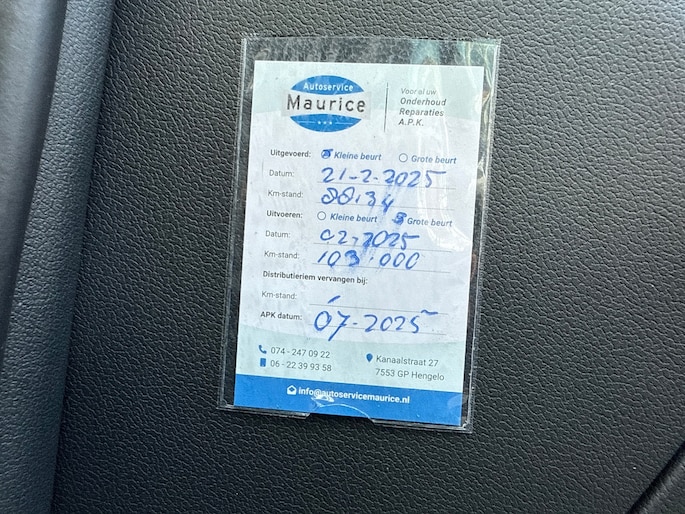 Autoservice
Maurice
Voor al uw
Onderhoud
Reparaties
A.P.K.
Uitgevoerd: Kleine beurt Grote beurt
Datum: 21-2-2025
Km-stand:
Uitvoeren: Kleine beurt Grote beurt
Datum: 02-2025
Km-stand: 103.000
Distributieriem vervangen bij:
Km-stand:
APK datum: 07-2025
074 - 247 09 22
06 - 22 39 93 58
Kanaalstraat 27
7553 GP Hengelo
info@autoservicemaurice.nl